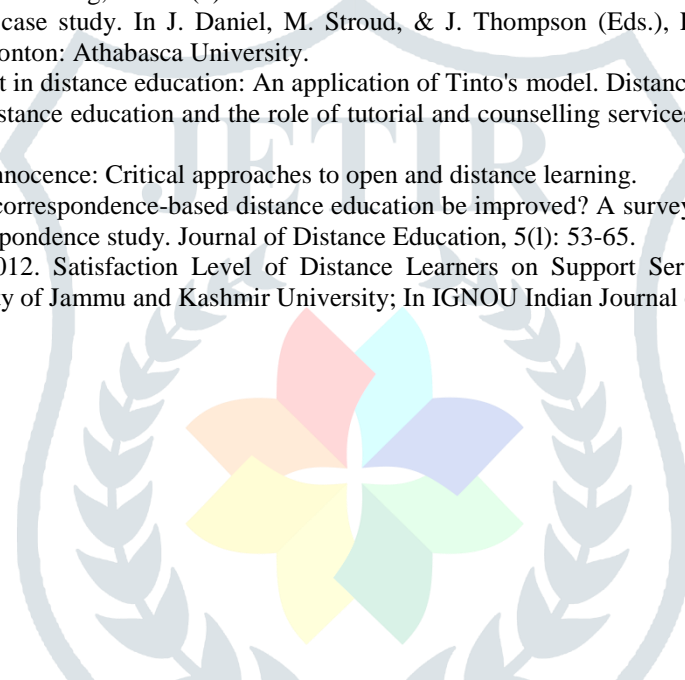 case study. In J. Daniel, M. Stroud, & J. Thompson (Eds.),
onton: Athabasca University.
t in distance education: An application of Tinto's model. Distanc
stance education and the role of tutorial and counselling services
nnocence: Critical approaches to open and distance learning.
correspondence-based distance education be improved? A survey
pondence study. Journal of Distance Education, 5(l): 53-65.
012. Satisfaction Level of Distance Learners on Support Ser
y of Jammu and Kashmir University; In IGNOU Indian Journal
JETIR